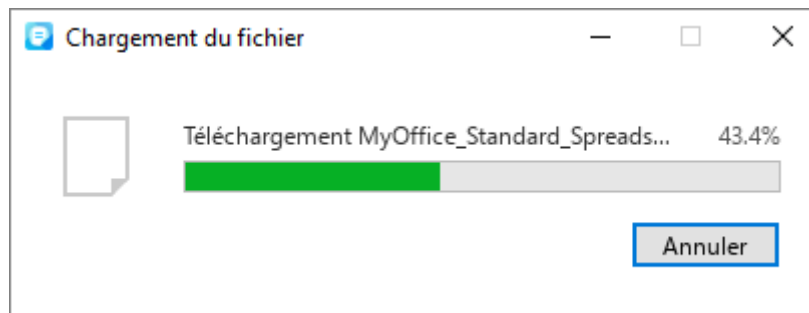 Chargement du fichier
Téléchargement MyOffice_Standard_Spreads... 43.4%
Annuler